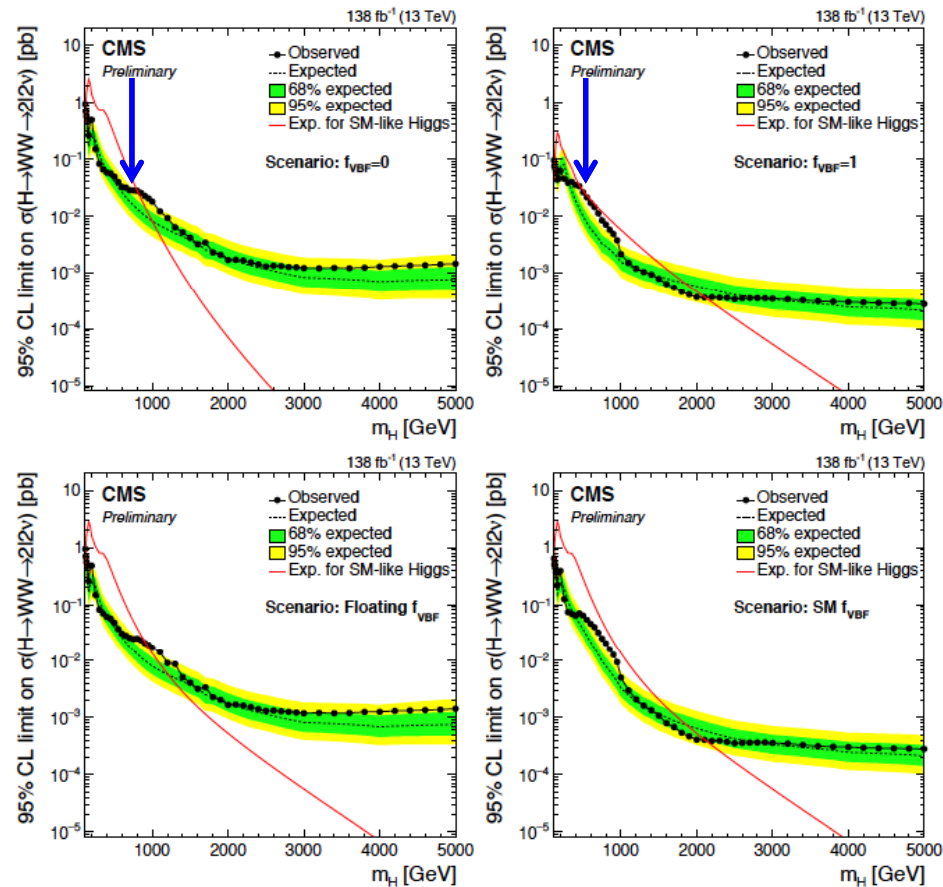 138 fb⁻¹ (13 TeV)
95% CL limit on σ(H→WW→2l2ν) [pb]
CMS
Preliminary
Observed
Expected
68% expected
95% expected
Exp. for SM-like Higgs
Scenario: f_VBF=0
10
1
10⁻¹
10⁻²
10⁻³
10⁻⁴
10⁻⁵
1000 2000 3000 4000 5000
m_H [GeV]
138 fb⁻¹ (13 TeV)
95% CL limit on σ(H→WW→2l2ν) [pb]
CMS
Preliminary
Observed
Expected
68% expected
95% expected
Exp. for SM-like Higgs
Scenario: f_VBF=1
10
1
10⁻¹
10⁻²
10⁻³
10⁻⁴
10⁻⁵
1000 2000 3000 4000 5000
m_H [GeV]
138 fb⁻¹ (13 TeV)
95% CL limit on σ(H→WW→2l2ν) [pb]
CMS
Preliminary
Observed
Expected
68% expected
95% expected
Exp. for SM-like Higgs
Scenario: Floating f_VBF
10
1
10⁻¹
10⁻²
10⁻³
10⁻⁴
10⁻⁵
1000 2000 3000 4000 5000
m_H [GeV]
138 fb⁻¹ (13 TeV)
95% CL limit on σ(H→WW→2l2ν) [pb]
CMS
Preliminary
Observed
Expected
68% expected
95% expected
Exp. for SM-like Higgs
Scenario: SM f_VBF
10
1
10⁻¹
10⁻²
10⁻³
10⁻⁴
10⁻⁵
1000 2000 3000 4000 5000
m_H [GeV]